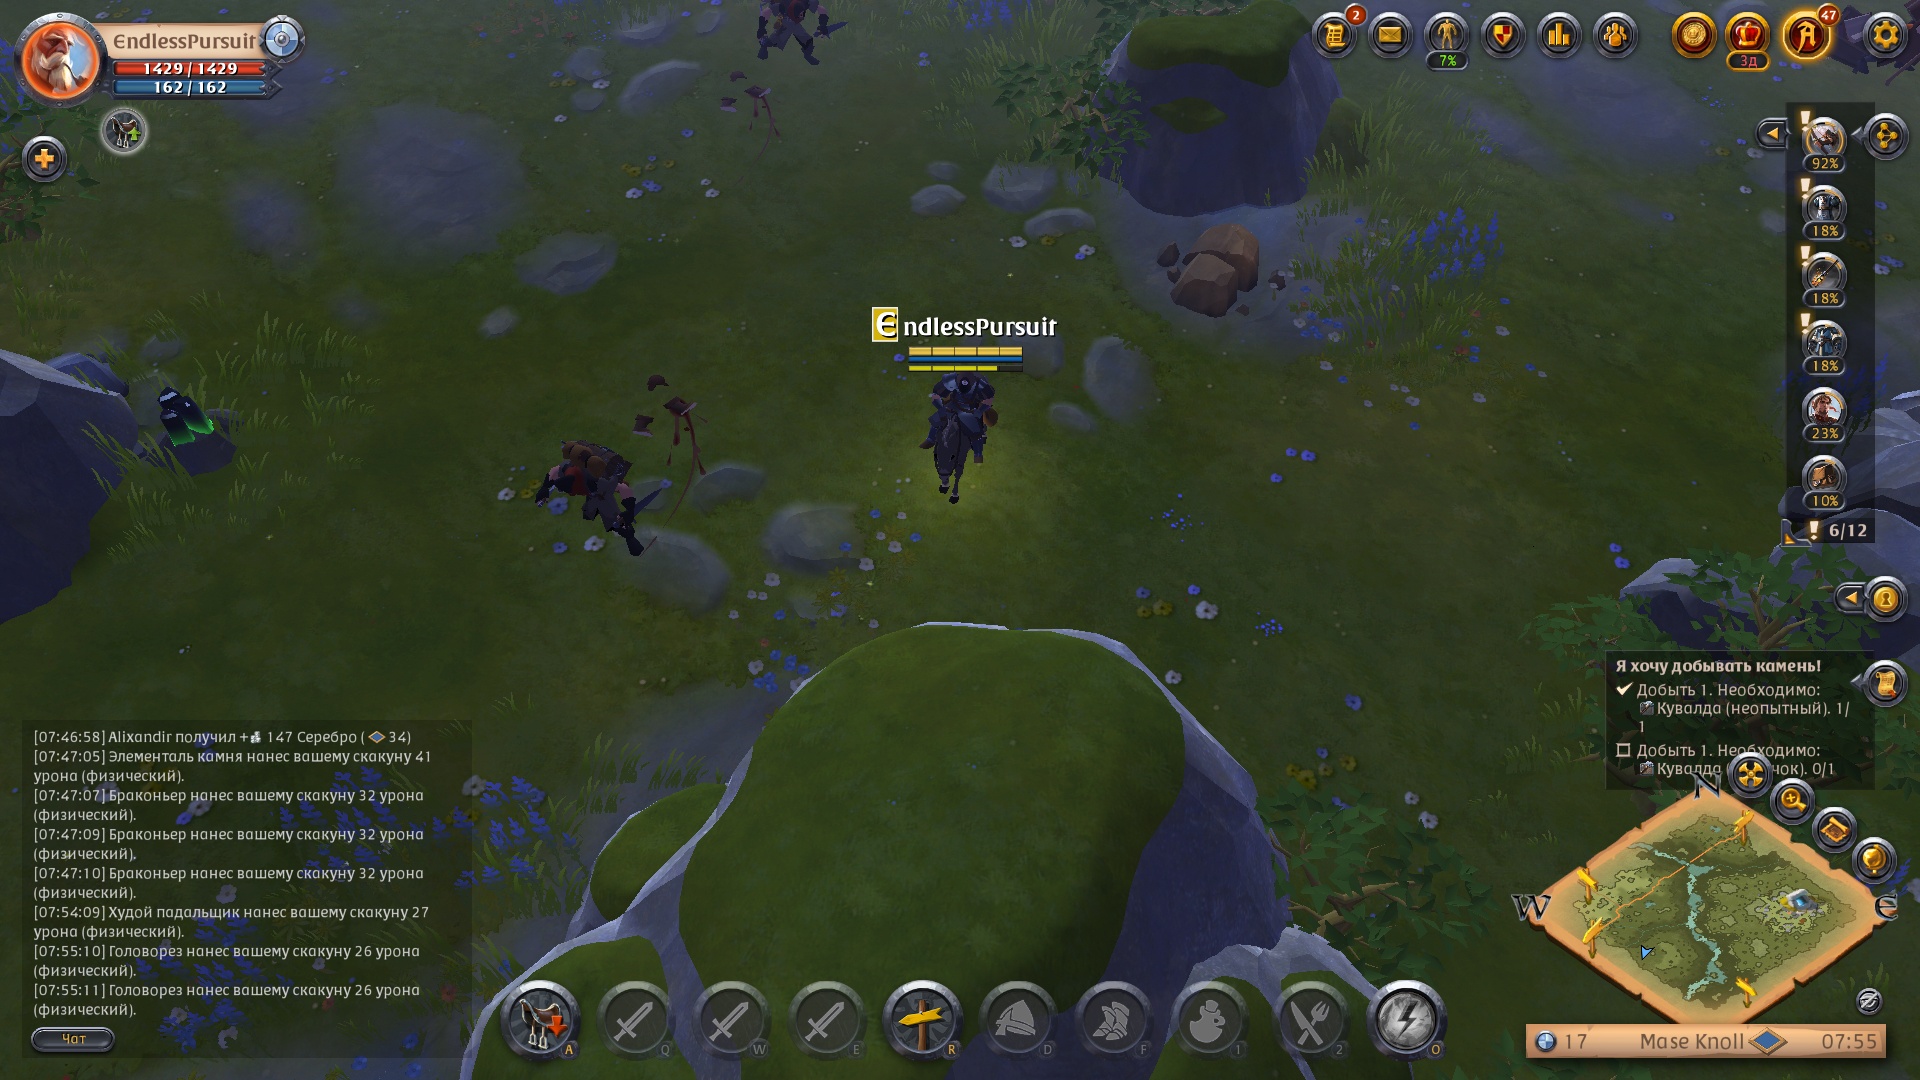 EndlessPursuit
1429 / 1429
162 / 162
2
7%
3д
47
92%
18%
18%
18%
23%
10%
6/12
EndlessPursuit
Я хочу добывать камень!
Добыть 1. Необходимо:
Кувалда (неопытный). 1/
1
Добыть 1. Необходимо:
Кувалда чок). 0/1
[07:46:58] Alixandir получил + 147 Серебро ( 34)
[07:47:05] Элементаль камня нанес вашему скакуну 41
урона (физический).
[07:47:07] Браконьер нанес вашему скакуну 32 урона
(физический).
[07:47:09] Браконьер нанес вашему скакуну 32 урона
(физический).
[07:47:10] Браконьер нанес вашему скакуну 32 урона
(физический).
[07:54:09] Худой падальщик нанес вашему скакуну 27
урона (физический).
[07:55:10] Головорез нанес вашему скакуну 26 урона
(физический).
[07:55:11] Головорез нанес вашему скакуну 26 урона
(физический).
Чат
A
Q
W
E
R
D
F
1
2
O
N
W
E
17
Mase Knoll
07:55